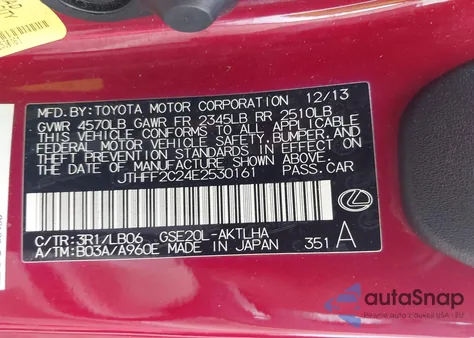 MFD. BY: TOYOTA MOTOR CORPORATION 12/13
GVWR 4570LB GAWR FR 2345LB RR 2510LB
THIS VEHICLE CONFORMS TO ALL APPLICABLE
FEDERAL MOTOR VEHICLE SAFETY, BUMPER, AND
THEFT PREVENTION STANDARDS IN EFFECT ON THE
DATE OF MANUFACTURE SHOWN ABOVE.
JTHFF2C24E2530161 PASS. CAR
C/TR: 3R1/LB06 GSE20L-AKTLHA
A/TM: B03A/A960E MADE IN JAPAN 351 A
autoSnap